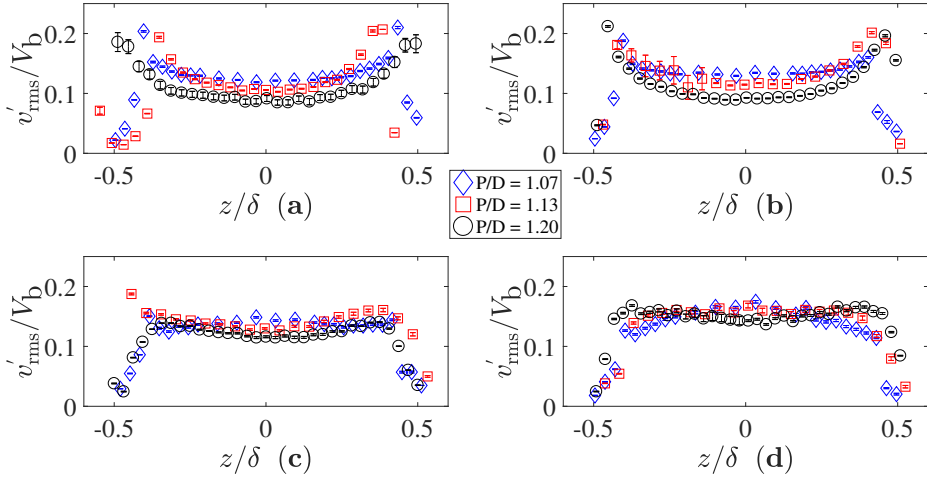 0.2
0.1
0
v′rms/Vb
-0.5 0 0.5
z/δ (a)
0.2
0.1
0
v′rms/Vb
-0.5 0 0.5
z/δ (b)
P/D = 1.07
P/D = 1.13
P/D = 1.20
0.2
0.1
0
v′rms/Vb
-0.5 0 0.5
z/δ (c)
0.2
0.1
0
v′rms/Vb
-0.5 0 0.5
z/δ (d)